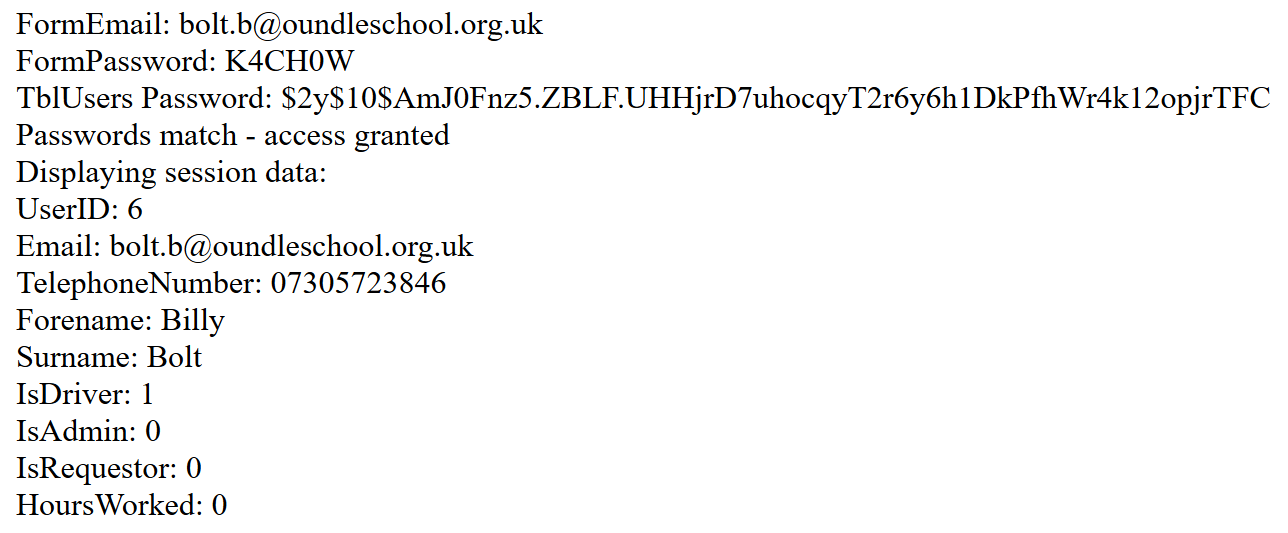 FormEmail: bolt.b@oundleschool.org.uk
FormPassword: K4CH0W
TblUsers Password: $2y$10$AmJ0Fnz5.ZBLF.UHHjrD7uhocqyT2r6y6h1DkPfhWr4k12opjrTFC
Passwords match - access granted
Displaying session data:
UserID: 6
Email: bolt.b@oundleschool.org.uk
TelephoneNumber: 07305723846
Forename: Billy
Surname: Bolt
IsDriver: 1
IsAdmin: 0
IsRequestor: 0
HoursWorked: 0